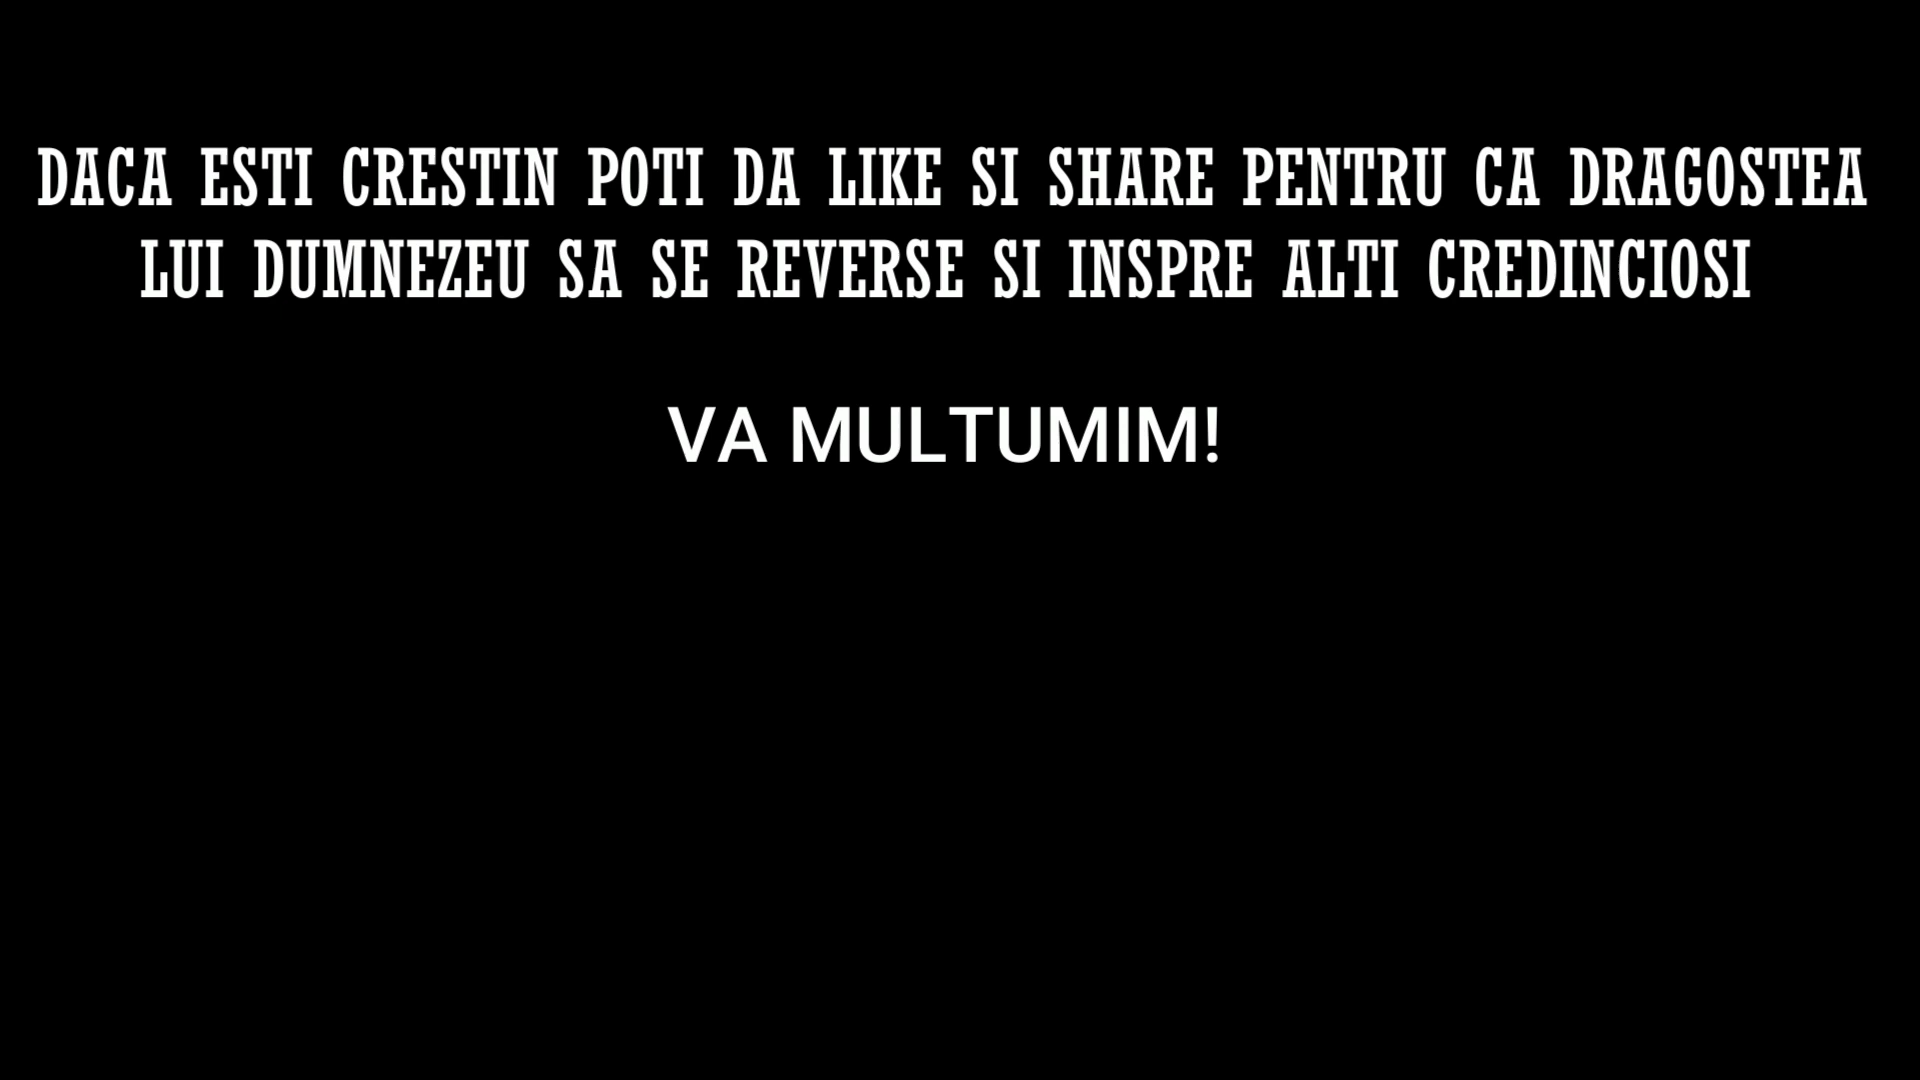 DACA ESTI CRESTIN POTI DA LIKE SI SHARE PENTRU CA DRAGOSTEA
LUI DUMNEZEU SA SE REVERSE SI INSPRE ALTI CREDINCIOSI
VA MULTUMIM!